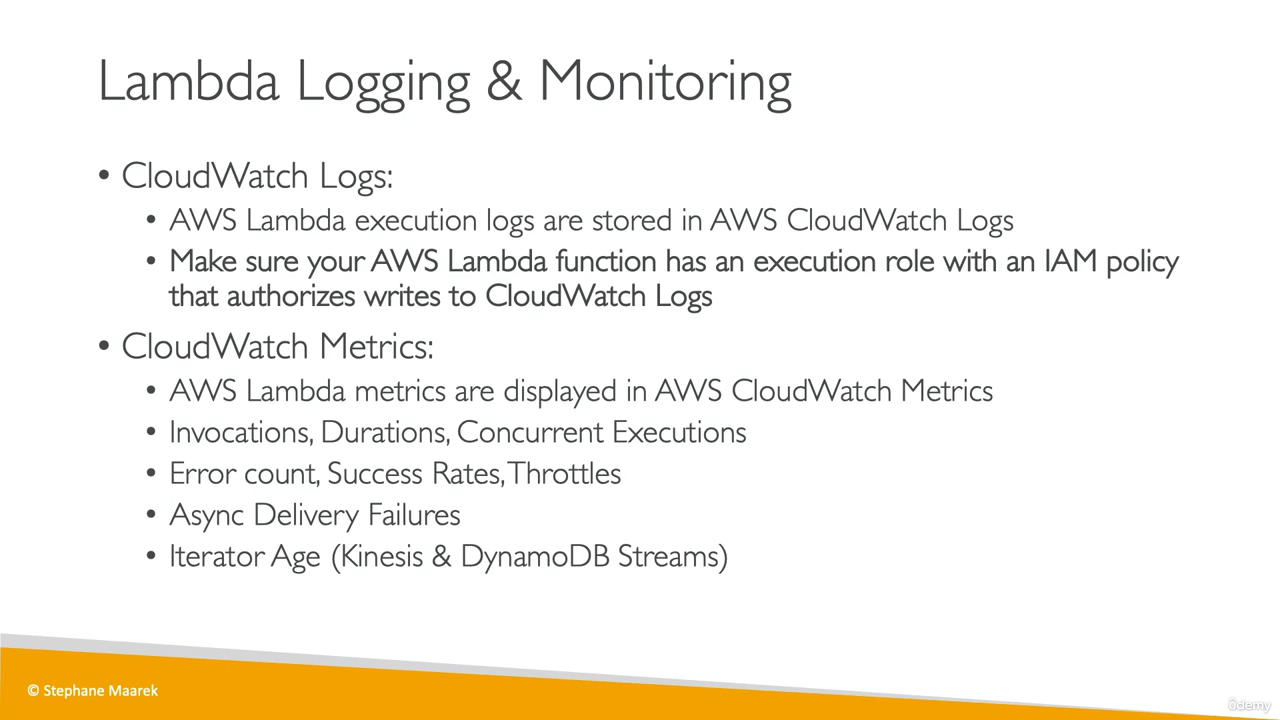 Lambda Logging & Monitoring
• CloudWatch Logs:
• AWS Lambda execution logs are stored in AWS CloudWatch Logs
• Make sure your AWS Lambda function has an execution role with an IAM policy
that authorizes writes to CloudWatch Logs
• CloudWatch Metrics:
• AWS Lambda metrics are displayed in AWS CloudWatch Metrics
• Invocations, Durations, Concurrent Executions
• Error count, Success Rates, Throttles
• Async Delivery Failures
• Iterator Age (Kinesis & DynamoDB Streams)
© Stephane Maarek
ûdemy